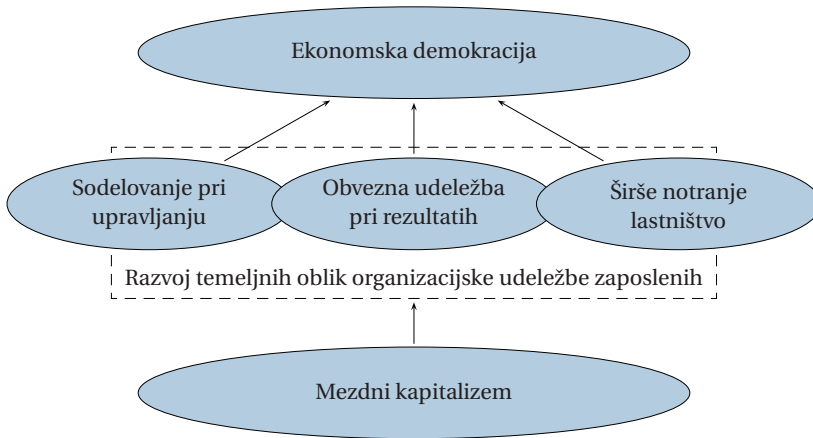 Ekonomska demokracija
Sodelovanje pri
upravljanju
Obvezna udeležba
pri rezultatih
Širše notranje
lastništvo
Razvoj temeljnih oblik organizacijske udeležbe zaposlenih
Mezdni kapitalizem